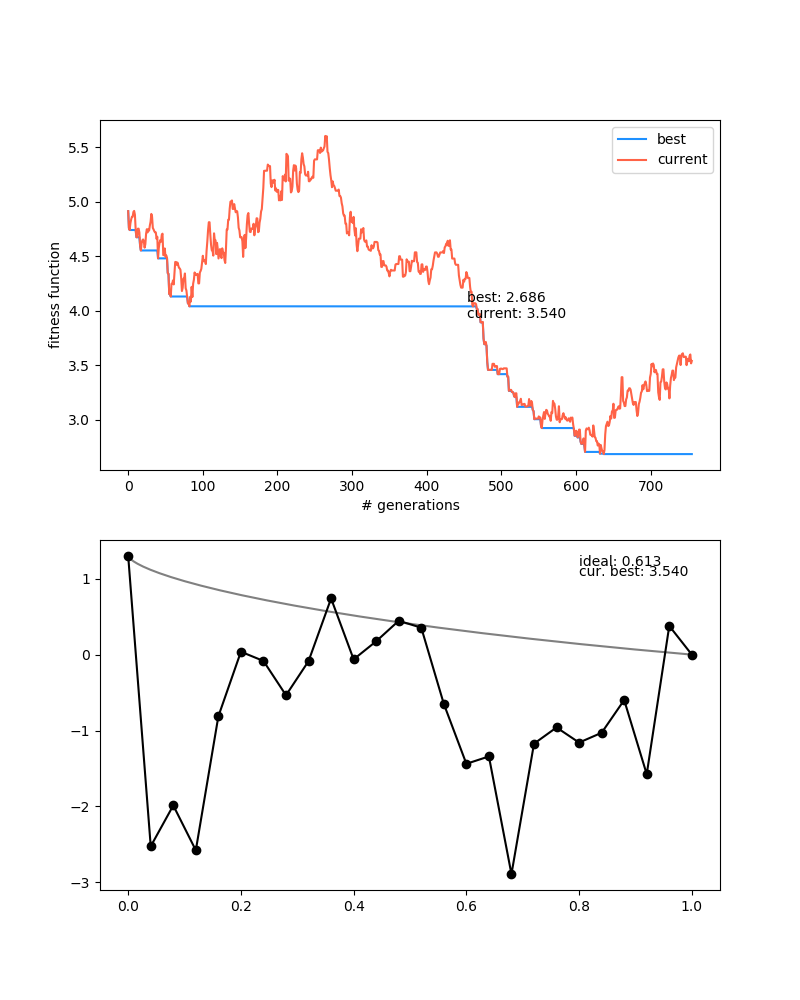 best
current
5.5
5.0
4.5
4.0
3.5
3.0
fitness function
best: 2.686
current: 3.540
0 100 200 300 400 500 600 700
# generations
ideal: 0.613
cur. best: 3.540
1
0
−1
−2
−3
0.0 0.2 0.4 0.6 0.8 1.0